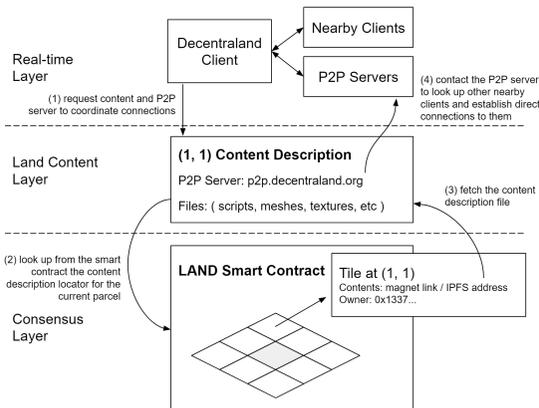 Real-time
Layer
Decentraland
Client
Nearby Clients
P2P Servers
(1) request content and P2P
server to coordinate connections
(4) contact the P2P server
to look up other nearby
clients and establish direct
connections to them
Land Content
Layer
(1, 1) Content Description
P2P Server: p2p.decentraland.org
Files: ( scripts, meshes, textures, etc )
(3) fetch the content
description file
(2) look up from the smart
contract the content
description locator for the
current parcel
Consensus
Layer
LAND Smart Contract
Tile at (1, 1)
Contents: magnet link / IPFS address
Owner: 0x1337...